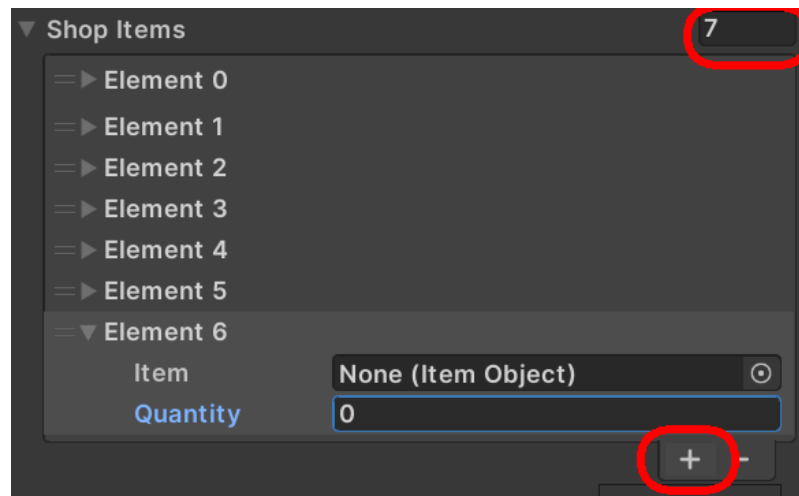 Shop Items 7
Element 0
Element 1
Element 2
Element 3
Element 4
Element 5
Element 6
Item None (Item Object)
Quantity 0
+ -